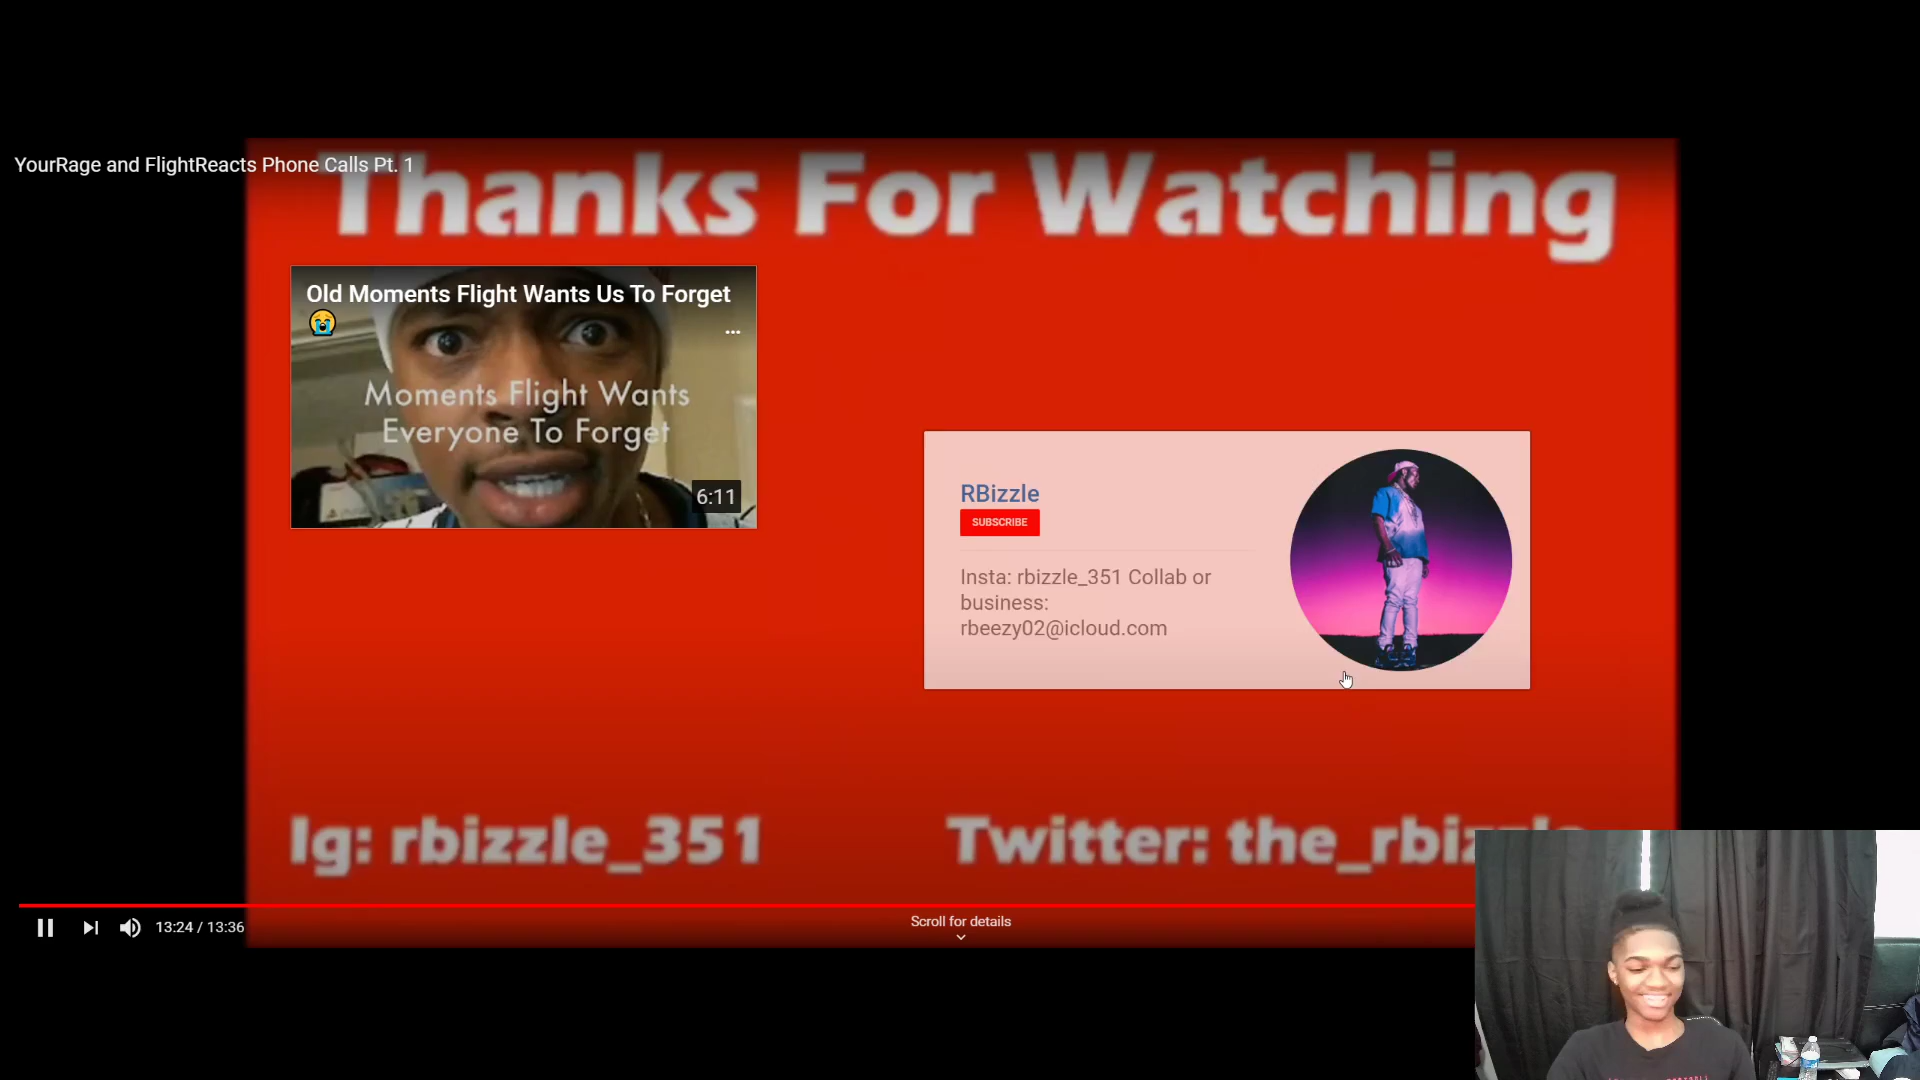 YourRage and FlightReacts Phone Calls Pt. 1
Thanks For Watching
Old Moments Flight Wants Us To Forget
😭
Moments Flight Wants
Everyone To Forget
6:11
RBizzle
SUBSCRIBE
Insta: rbizzle_351 Collab or
business:
rbeezy02@icloud.com
Ig: rbizzle_351
Twitter: the_rbizzle
13:24 / 13:36
Scroll for details